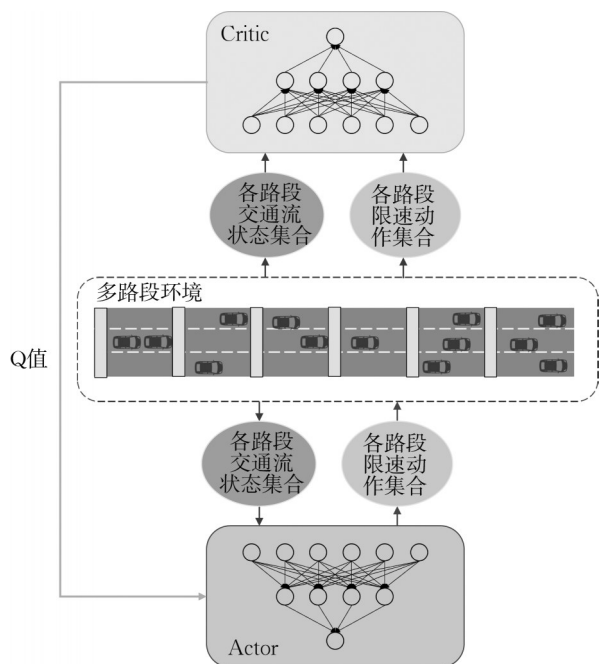 Critic
各路段
交通流
状态集合
各路段
限速动
作集合
多路段环境
Q值
各路段
交通流
状态集合
各路段
限速动
作集合
Actor